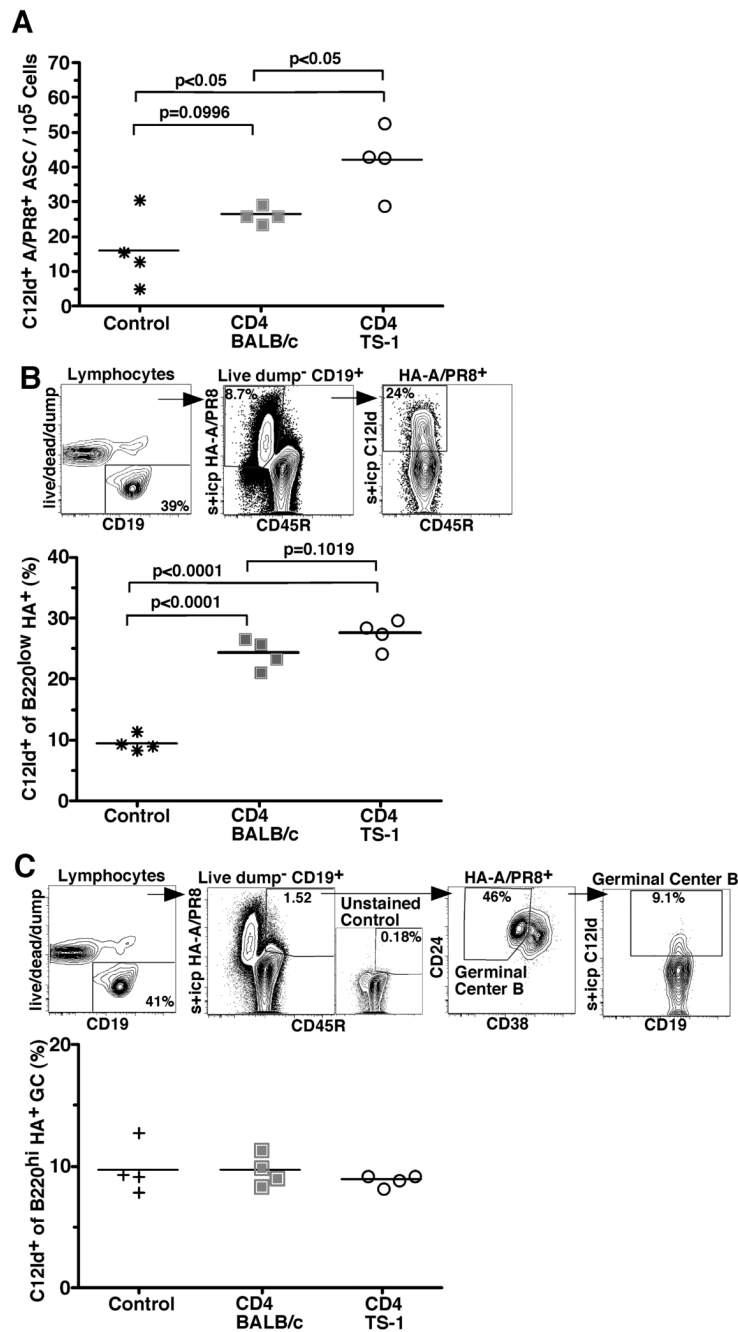 A
C12Id+ A/PR8+ ASC / 10^5 Cells
70
60
50
40
30
20
10
0
p<0.05
p<0.05
p=0.0996
Control
CD4
BALB/c
CD4
TS-1
B
Lymphocytes
Live dump- CD19+
HA-A/PR8+
live/dead/dump
39%
CD19
s+icp HA-A/PR8
8.7%
CD45R
s+icp C12Id
24%
CD45R
C12Id+ of B220low HA+ (%)
40
30
20
10
0
p=0.1019
p<0.0001
p<0.0001
Control
CD4
BALB/c
CD4
TS-1
C
Lymphocytes
Live dump- CD19+
HA-A/PR8+
Germinal Center B
live/dead/dump
41%
CD19
s+icp HA-A/PR8
1.52
Unstained
Control
0.18%
CD45R
CD24
46%
Germinal
Center B
CD38
s+icp C12Id
9.1%
CD19
C12Id+ of B220hi HA+ GC (%)
20
10
0
Control
CD4
BALB/c
CD4
TS-1